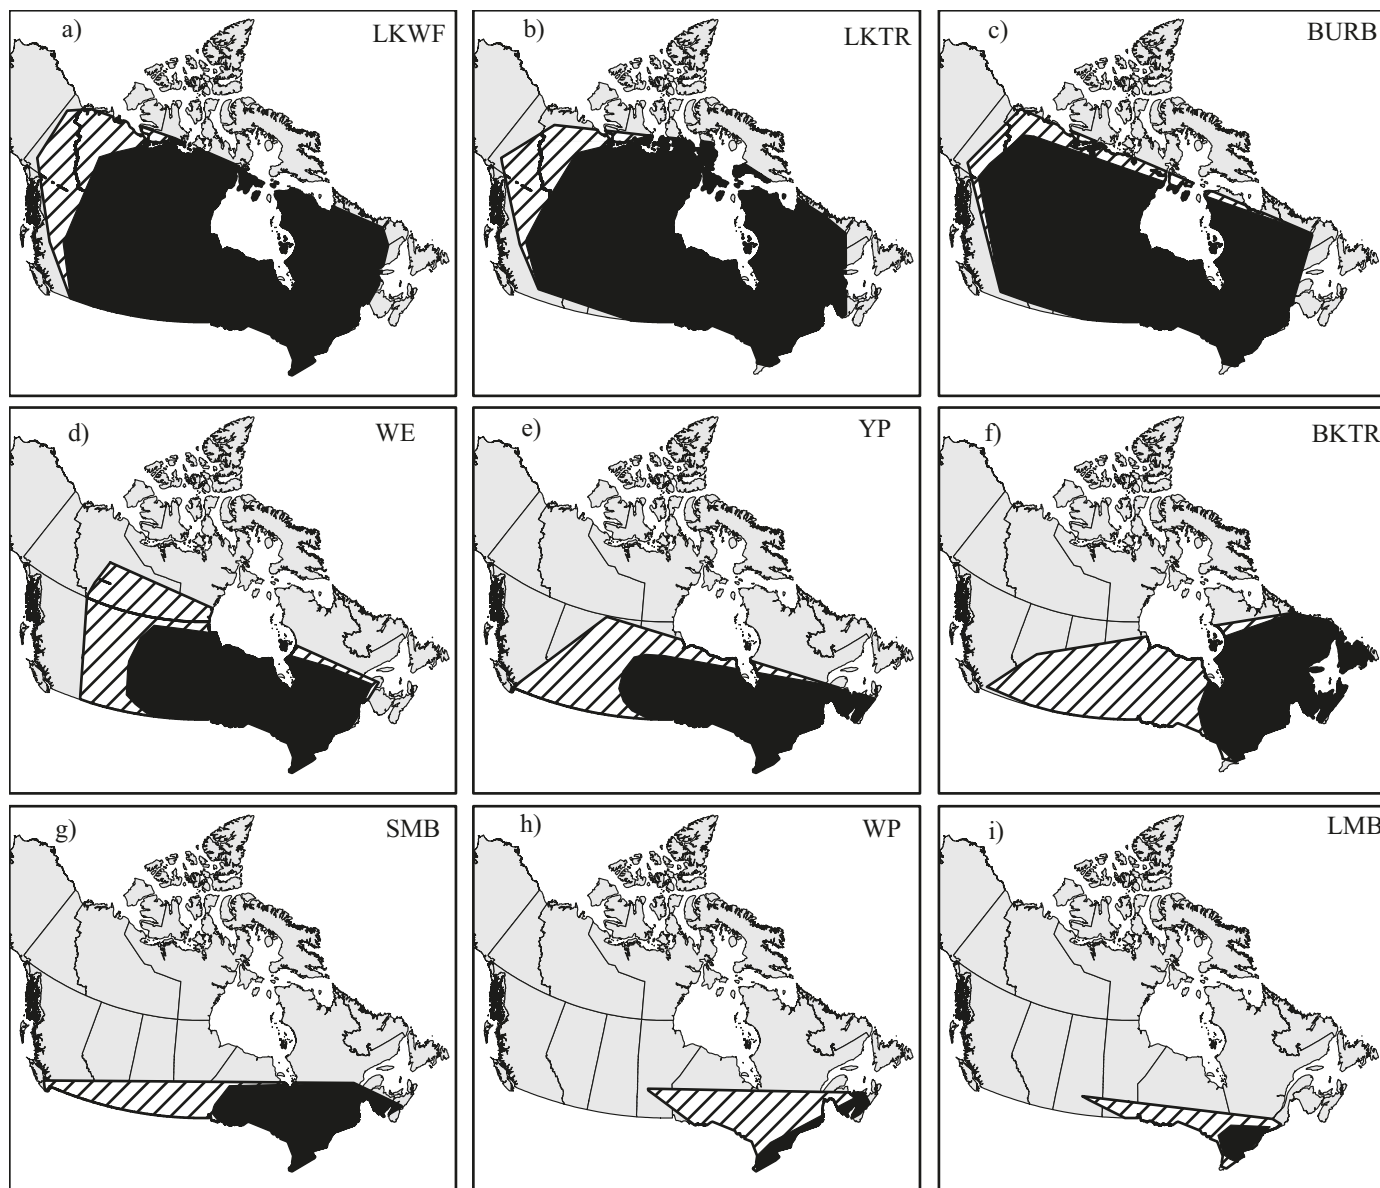 a) LKWF
b) LKTR
c) BURB
d) WE
e) YP
f) BKTR
g) SMB
h) WP
i) LMB